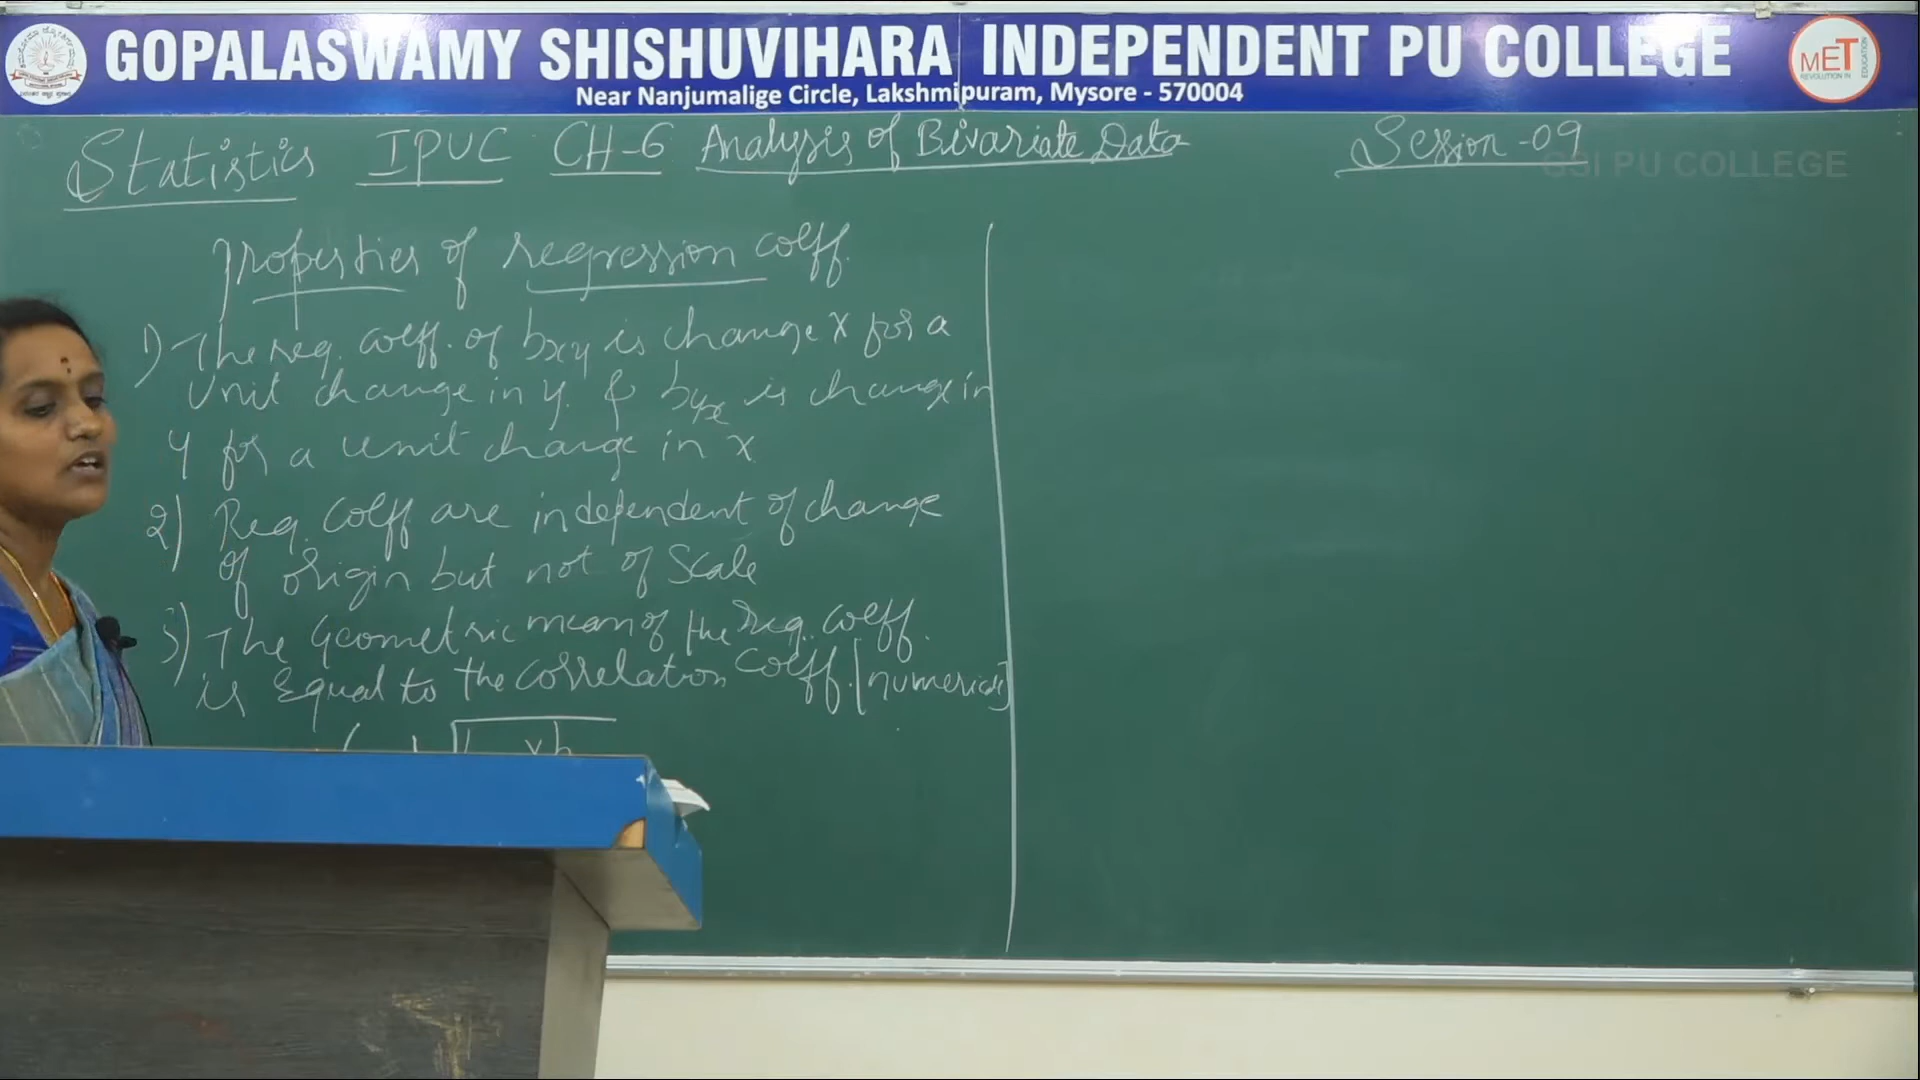 GOPALASWAMY SHISHUVIHARA INDEPENDENT PU COLLEGE
Near Nanjumalige Circle, Lakshmipuram, Mysore - 570004
MET
REVOLUTION IN EDUCATION
Statistics IPUC CH-6 Analysis of Bivariate Data Session -09
GSI PU COLLEGE
Properties of regression coeff.
1) The reg. coeff. of bxy is change x for a
unit change in y. & byx is change in
y for a unit change in x
2) Reg. coeff are independent of change
of origin but not of Scale
3) The Geometric mean of the Reg. coeff.
is Equal to the correlation coeff. [numerical]